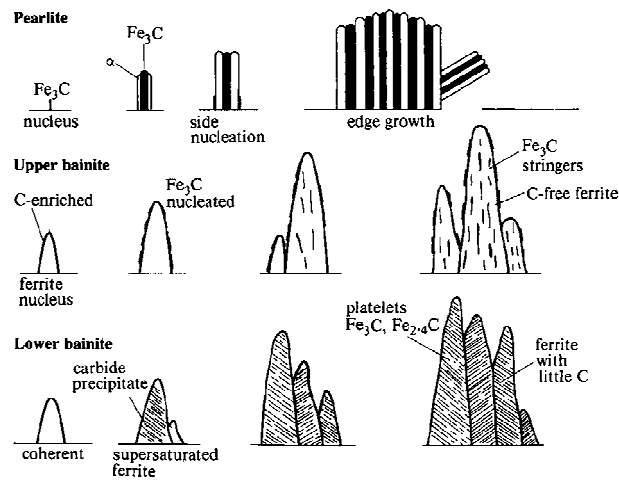 Pearlite
Fe₃C
nucleus
α
Fe₃C
side
nucleation
edge growth
Upper bainite
C-enriched
ferrite
nucleus
Fe₃C
nucleated
Fe₃C
stringers
C-free ferrite
Lower bainite
coherent
carbide
precipitate
supersaturated
ferrite
platelets
Fe₃C, Fe₂.₄C
ferrite
with
little C